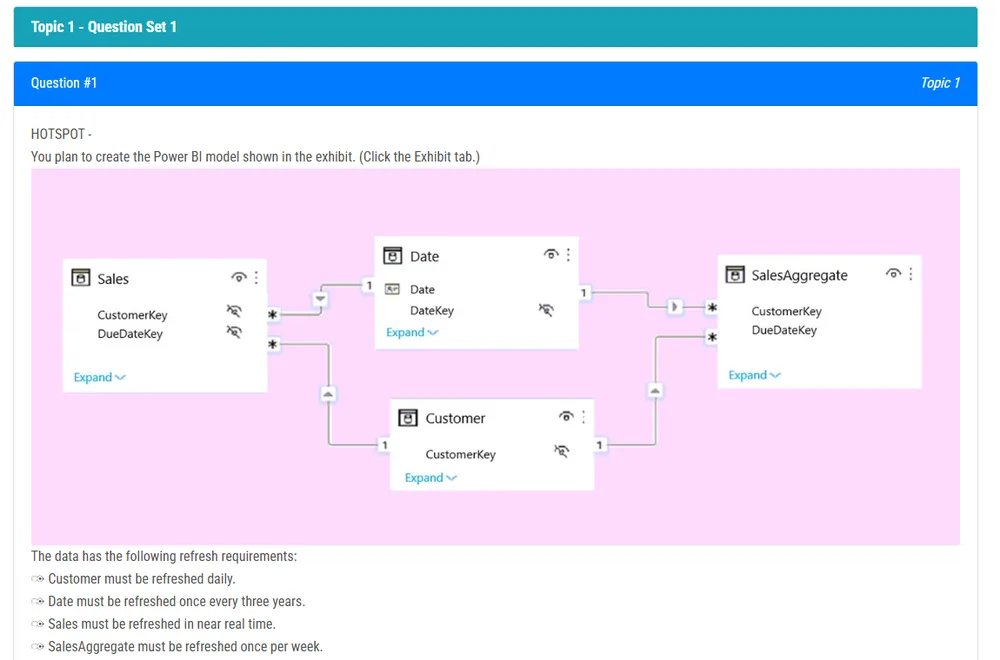 Topic 1 - Question Set 1
Question #1 Topic 1
HOTSPOT -
You plan to create the Power BI model shown in the exhibit. (Click the Exhibit tab.)
Date
Sales
SalesAggregate
Date
CustomerKey
DueDateKey
DateKey
CustomerKey
DueDateKey
Expand
Expand
Expand
1
1
*
*
*
*
Customer
1
1
CustomerKey
Expand
The data has the following refresh requirements:
Customer must be refreshed daily.
Date must be refreshed once every three years.
Sales must be refreshed in near real time.
SalesAggregate must be refreshed once per week.